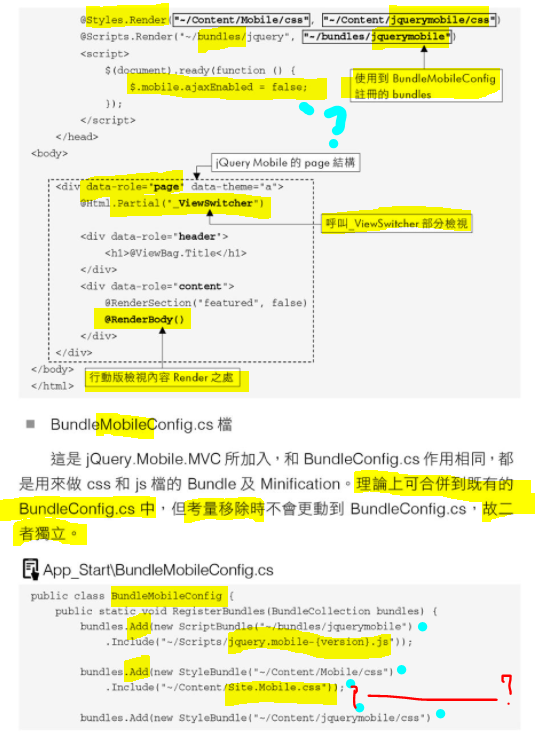 @Styles.Render("~/Content/Mobile/css", "~/Content/jquerymobile/css")
@Scripts.Render("~/bundles/jquery", "~/bundles/jquerymobile")
<script>
$(document).ready(function () {
$.mobile.ajaxEnabled = false;
});
</script>
</head>
<body>
使用到 BundleMobileConfig
註冊的 bundles
?
jQuery Mobile 的 page 結構
<div data-role="page" data-theme="a">
@Html.Partial("_ViewSwitcher")
呼叫_ViewSwitcher 部分檢視
<div data-role="header">
<h1>@ViewBag.Title</h1>
</div>
<div data-role="content">
@RenderSection("featured", false)
@RenderBody()
</div>
</div>
</body>
</html>
行動版檢視內容 Render 之處
■ BundleMobileConfig.cs 檔
這是 jQuery.Mobile.MVC 所加入，和 BundleConfig.cs 作用相同，都
是用來做 css 和 js 檔的 Bundle 及 Minification。理論上可合併到既有的
BundleConfig.cs 中，但考量移除時不會更動到 BundleConfig.cs，故二
者獨立。
App_Start\BundleMobileConfig.cs
public class BundleMobileConfig {
public static void RegisterBundles(BundleCollection bundles) {
bundles.Add(new ScriptBundle("~/bundles/jquerymobile")
.Include("~/Scripts/jquery.mobile-{version}.js"));
bundles.Add(new StyleBundle("~/Content/Mobile/css")
.Include("~/Content/Site.Mobile.css"));
?
bundles.Add(new StyleBundle("~/Content/jquerymobile/css")